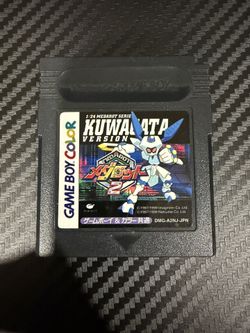 1/24 MEDAROT SERIES
KUWAGATA
VERSION
GAME BOY COLOR
メダロット
2
ゲームボーイ&カラー共通
DMG-A3NJ-JPN